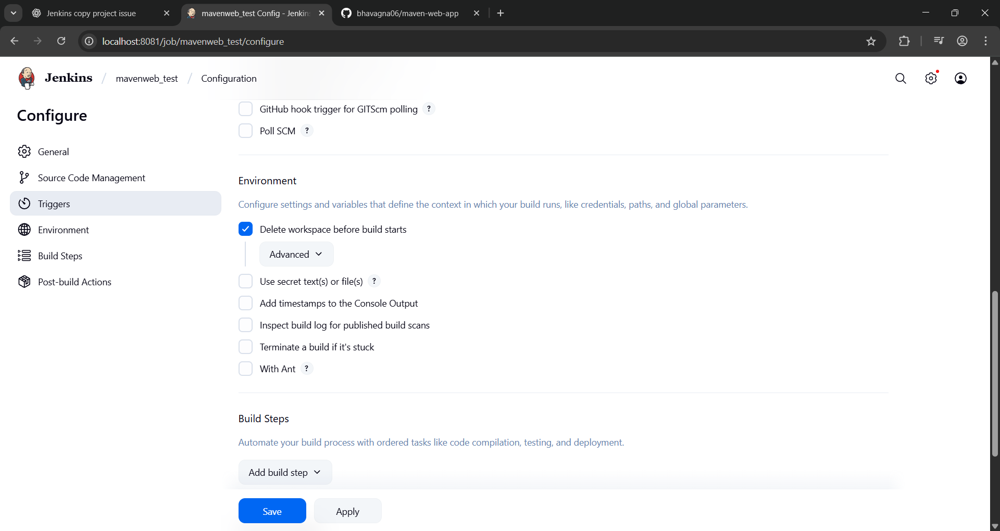 Jenkins copy project issue
mavenweb_test Config - Jenkins
bhavagna06/maven-web-app
localhost:8081/job/mavenweb_test/configure
Jenkins / mavenweb_test / Configuration
Configure
General
Source Code Management
Triggers
Environment
Build Steps
Post-build Actions
GitHub hook trigger for GITScm polling ?
Poll SCM ?
Environment
Configure settings and variables that define the context in which your build runs, like credentials, paths, and global parameters.
Delete workspace before build starts
Advanced
Use secret text(s) or file(s) ?
Add timestamps to the Console Output
Inspect build log for published build scans
Terminate a build if it's stuck
With Ant ?
Build Steps
Automate your build process with ordered tasks like code compilation, testing, and deployment.
Add build step
Save
Apply